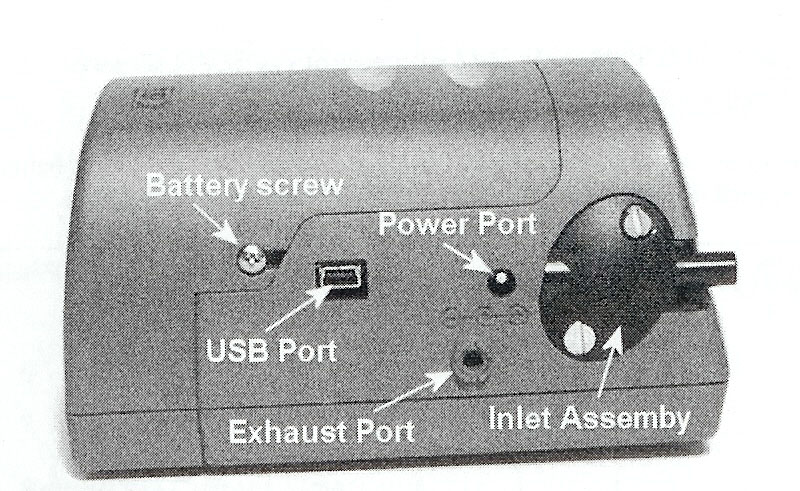 Battery screw
Power Port
USB Port
Exhaust Port
Inlet Assemby